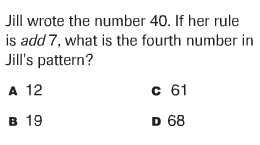 Jill wrote the number 40. If her rule
is add 7, what is the fourth number in
Jill's pattern?
A 12 C 61
B 19 D 68